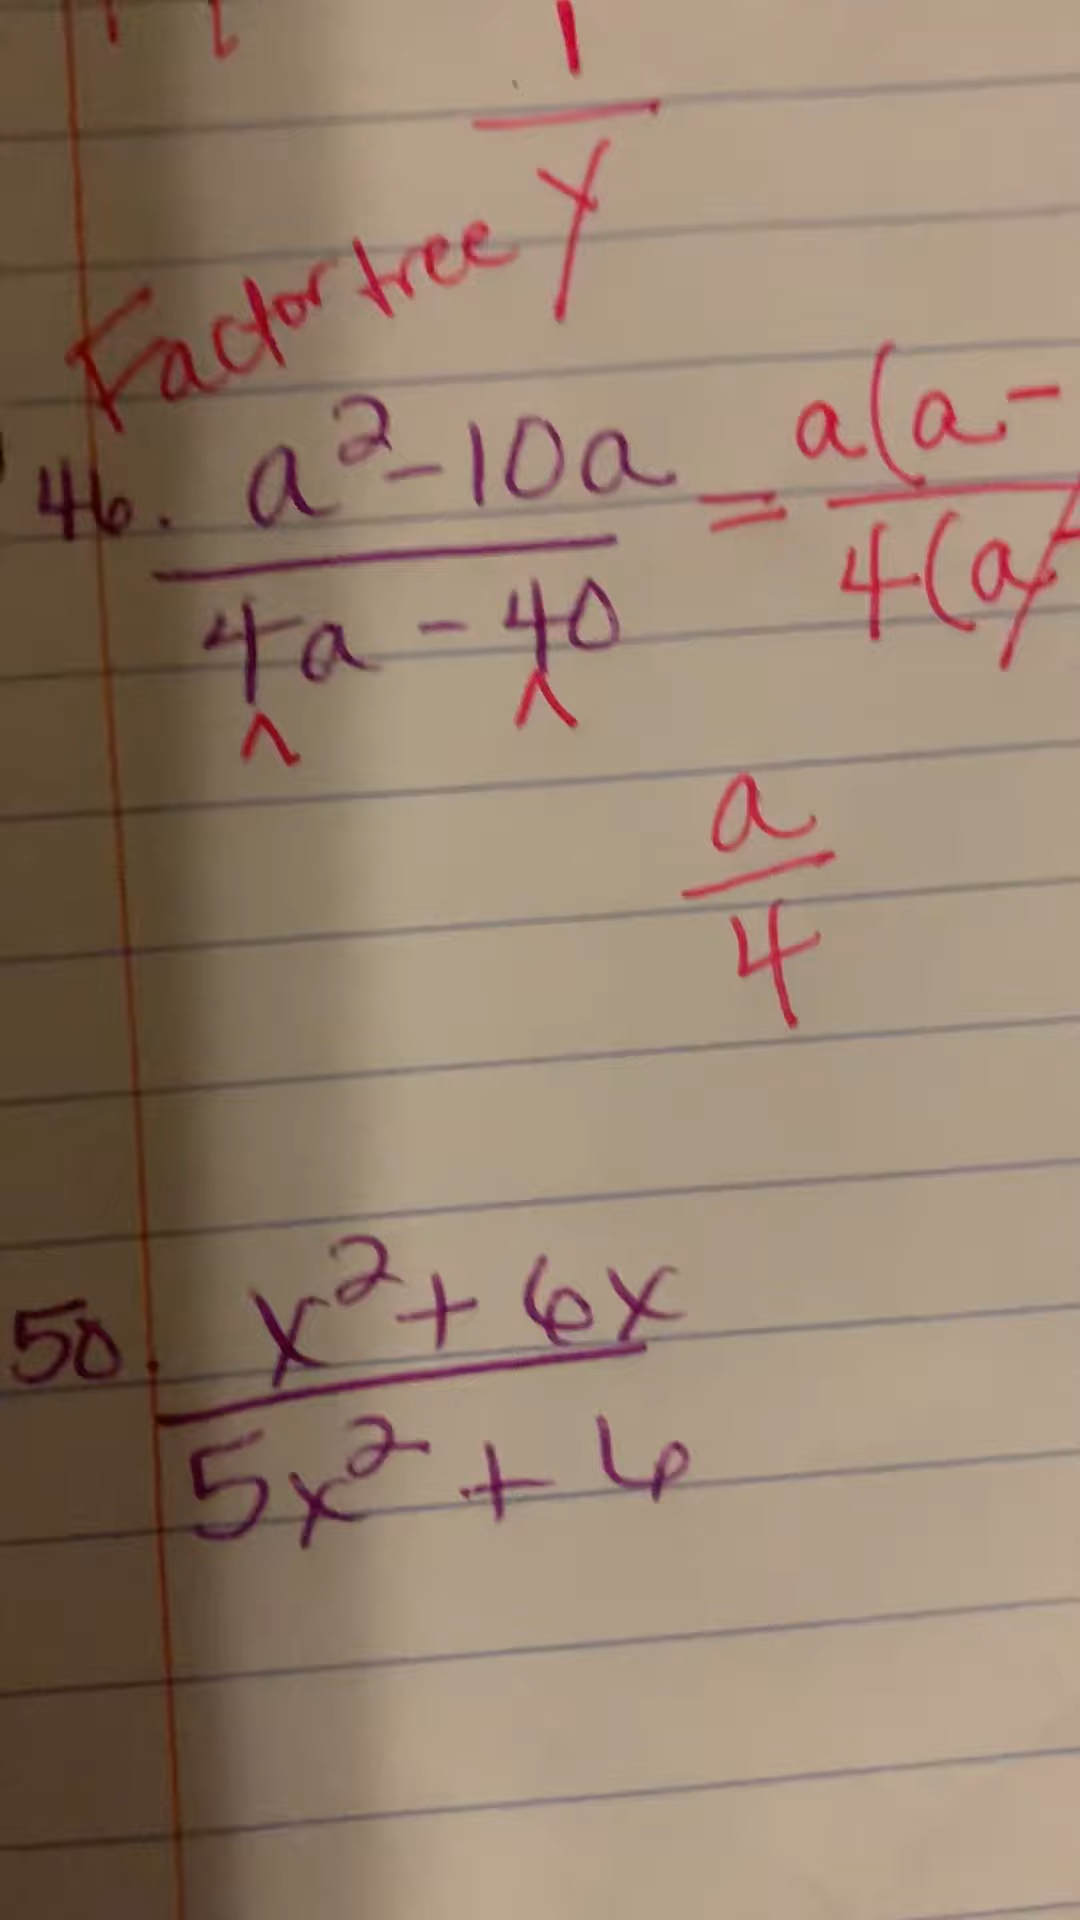 1
Y
Factor tree
46. a²-10a = a(a-
4a - 40 4(a
a
4
50. x² + 6x
5x² + 6